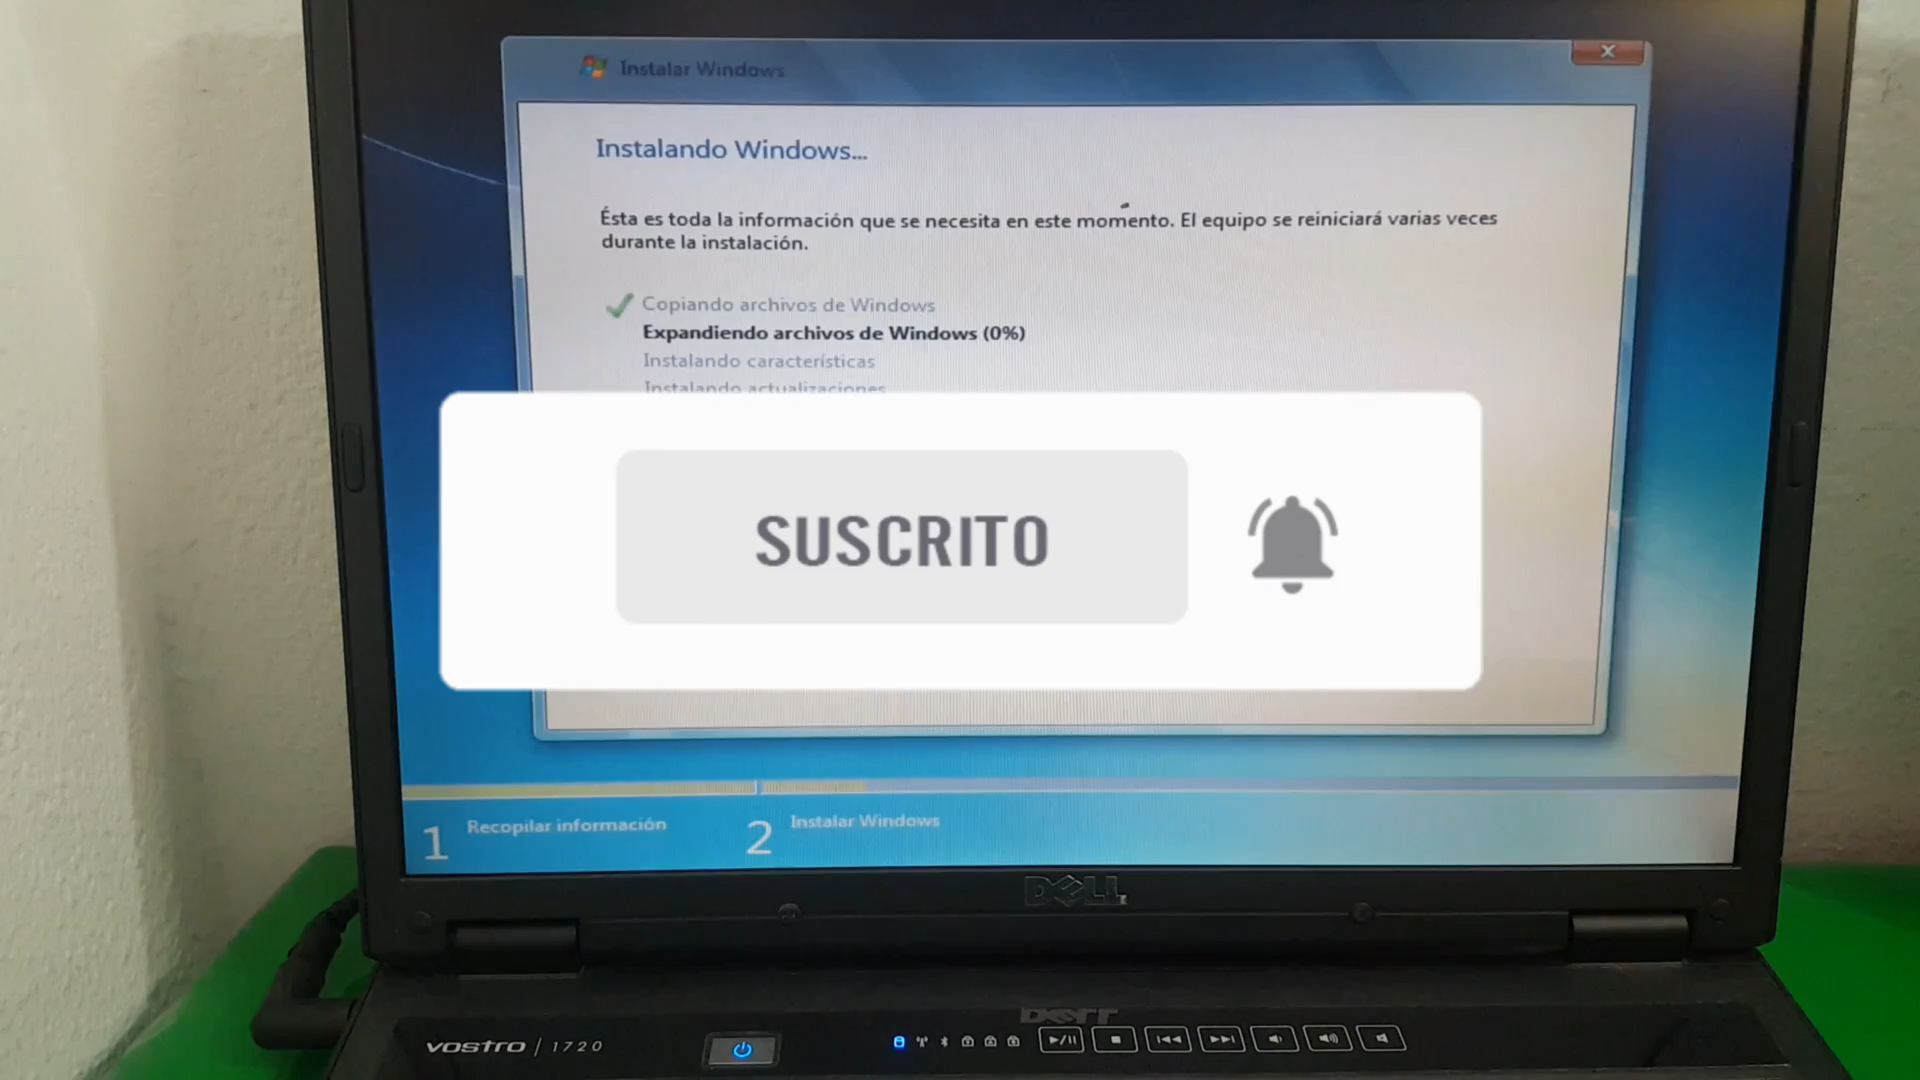 Instalar Windows
Instalando Windows...
Ésta es toda la información que se necesita en este momento. El equipo se reiniciará varias veces
durante la instalación.
Copiando archivos de Windows
Expandiendo archivos de Windows (0%)
Instalando características
Instalando actualizaciones
SUSCRITO
1 Recopilar información
2 Instalar Windows
DELL
VOSTRO | 1720